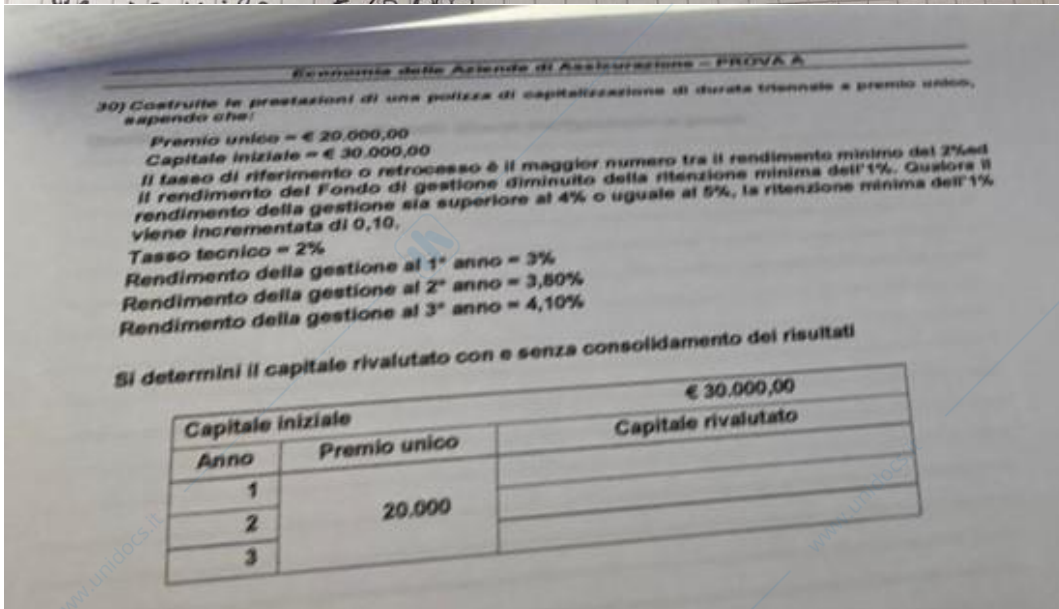 Economia delle Aziende di Assicurazione – PROVA A
30) Costruite le prestazioni di una polizza di capitalizzazione di durata triennale a premio unico,
sapendo che:
Premio unico = € 20.000,00
Capitale iniziale = € 30.000,00
Il tasso di riferimento o retrocesso è il maggior numero tra il rendimento minimo del 2%ed
il rendimento del Fondo di gestione diminuito della ritenzione minima dell'1%. Qualora il
rendimento della gestione sia superiore al 4% o uguale al 5%, la ritenzione minima dell'1%
viene incrementata di 0,10.
Tasso tecnico = 2%
Rendimento della gestione al 1° anno = 3%
Rendimento della gestione al 2° anno = 3,80%
Rendimento della gestione al 3° anno = 4,10%
Si determini il capitale rivalutato con e senza consolidamento dei risultati
Capitale iniziale € 30.000,00
Anno Premio unico Capitale rivalutato
1
20.000
2
3
www.unidocs.it
www.unidocs